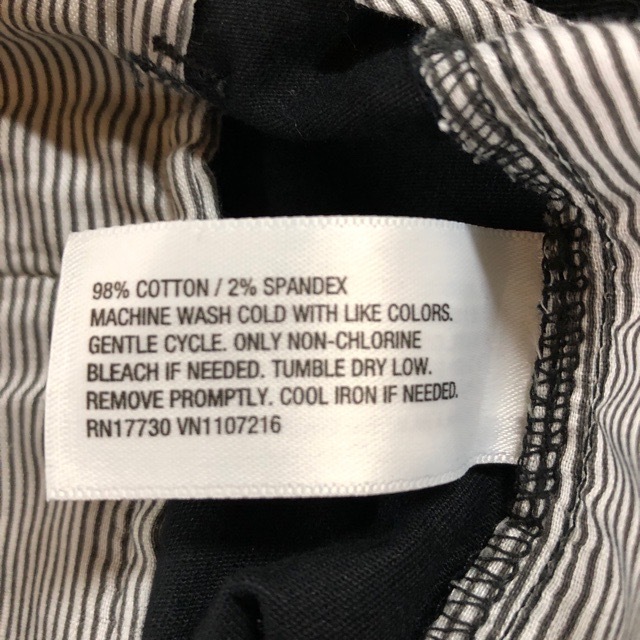 98% COTTON / 2% SPANDEX
MACHINE WASH COLD WITH LIKE COLORS.
GENTLE CYCLE. ONLY NON-CHLORINE
BLEACH IF NEEDED. TUMBLE DRY LOW.
REMOVE PROMPTLY. COOL IRON IF NEEDED.
RN17730 VN1107216